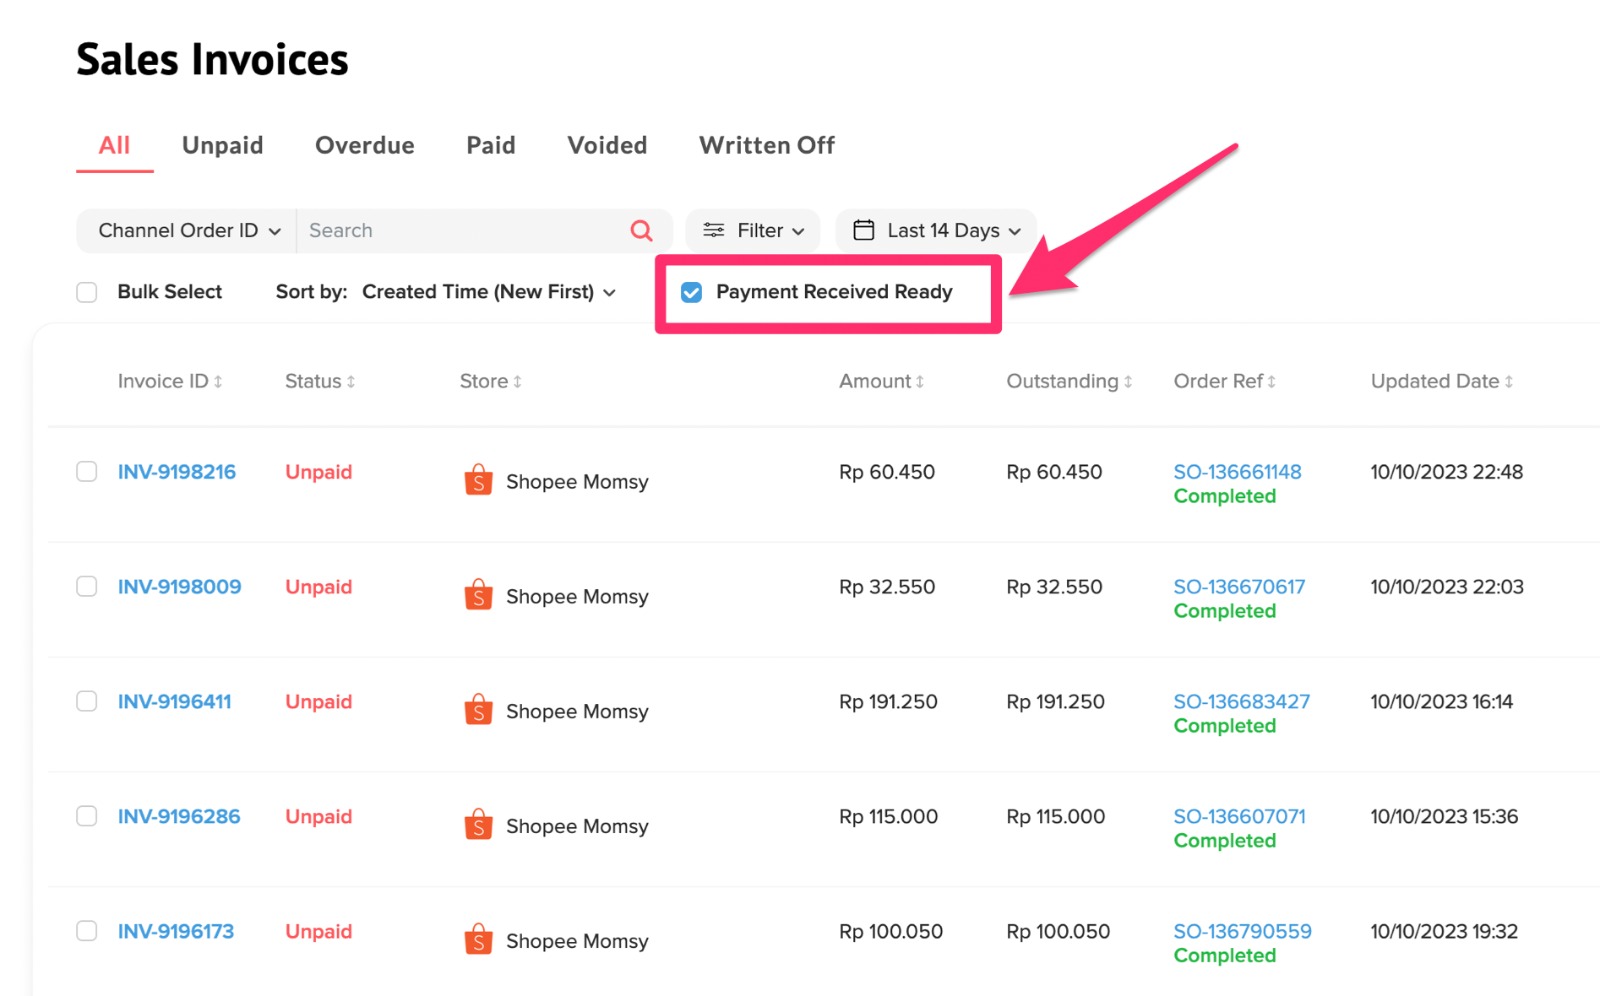 Sales Invoices
All Unpaid Overdue Paid Voided Written Off
Channel Order ID Search Filter Last 14 Days
Bulk Select Sort by: Created Time (New First) Payment Received Ready
Invoice ID Status Store Amount Outstanding Order Ref Updated Date
INV-9198216 Unpaid S Shopee Momsy Rp 60.450 Rp 60.450 SO-136661148 10/10/2023 22:48
Completed
INV-9198009 Unpaid S Shopee Momsy Rp 32.550 Rp 32.550 SO-136670617 10/10/2023 22:03
Completed
INV-9196411 Unpaid S Shopee Momsy Rp 191.250 Rp 191.250 SO-136683427 10/10/2023 16:14
Completed
INV-9196286 Unpaid S Shopee Momsy Rp 115.000 Rp 115.000 SO-136607071 10/10/2023 15:36
Completed
INV-9196173 Unpaid S Shopee Momsy Rp 100.050 Rp 100.050 SO-136790559 10/10/2023 19:32
Completed